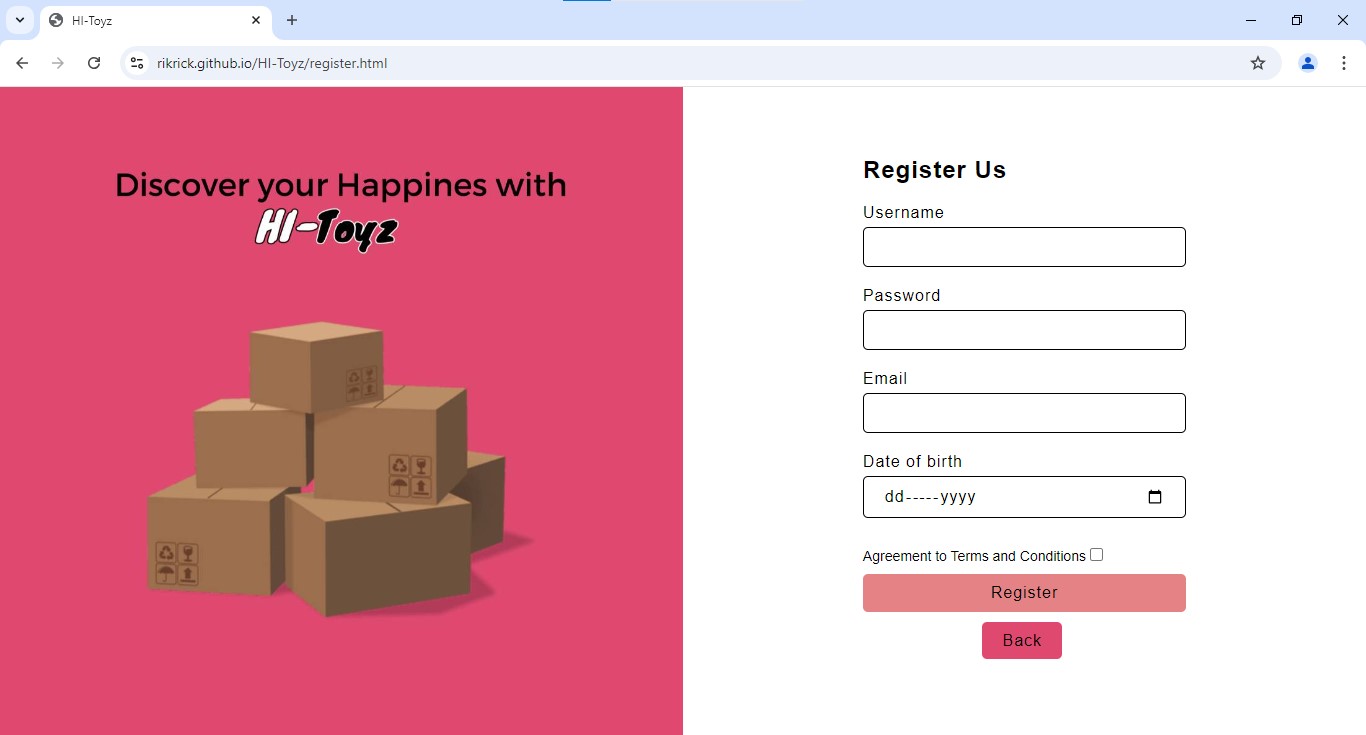 HI-Toyz
rikrick.github.io/HI-Toyz/register.html
Discover your Happines with
HI-Toyz
Register Us
Username
Password
Email
Date of birth
dd-----yyyy
Agreement to Terms and Conditions
Register
Back